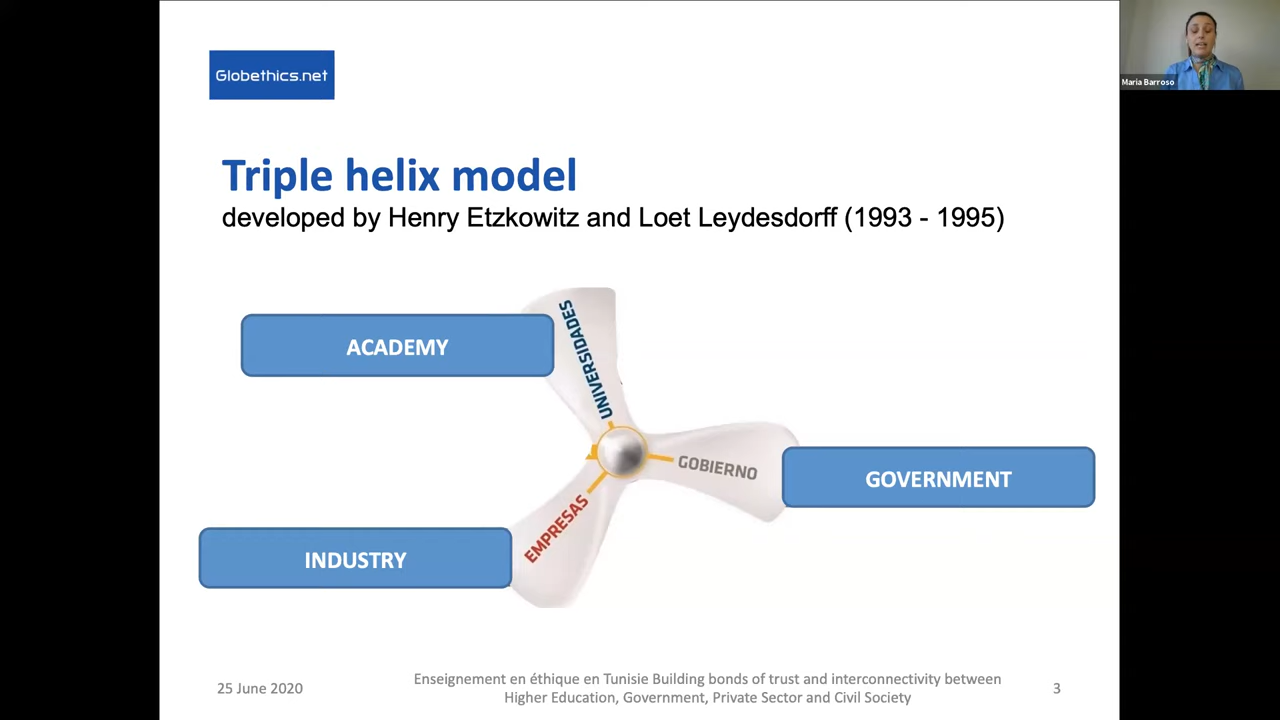 Globethics.net
Maria Barroso
Triple helix model
developed by Henry Etzkowitz and Loet Leydesdorff (1993 - 1995)
UNIVERSIDADES
ACADEMY
GOBIERNO
GOVERNMENT
EMPRESAS
INDUSTRY
25 June 2020
Enseignement en éthique en Tunisie Building bonds of trust and interconnectivity between
Higher Education, Government, Private Sector and Civil Society
3